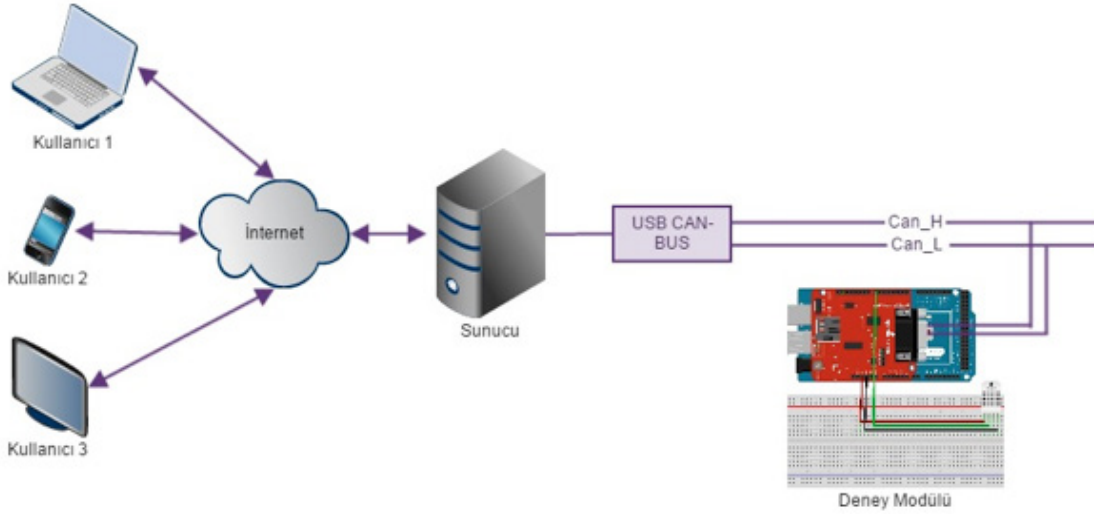 Kullanıcı 1
Kullanıcı 2
Kullanıcı 3
İnternet
Sunucu
USB CAN-
BUS
Can_H
Can_L
Deney Modülü